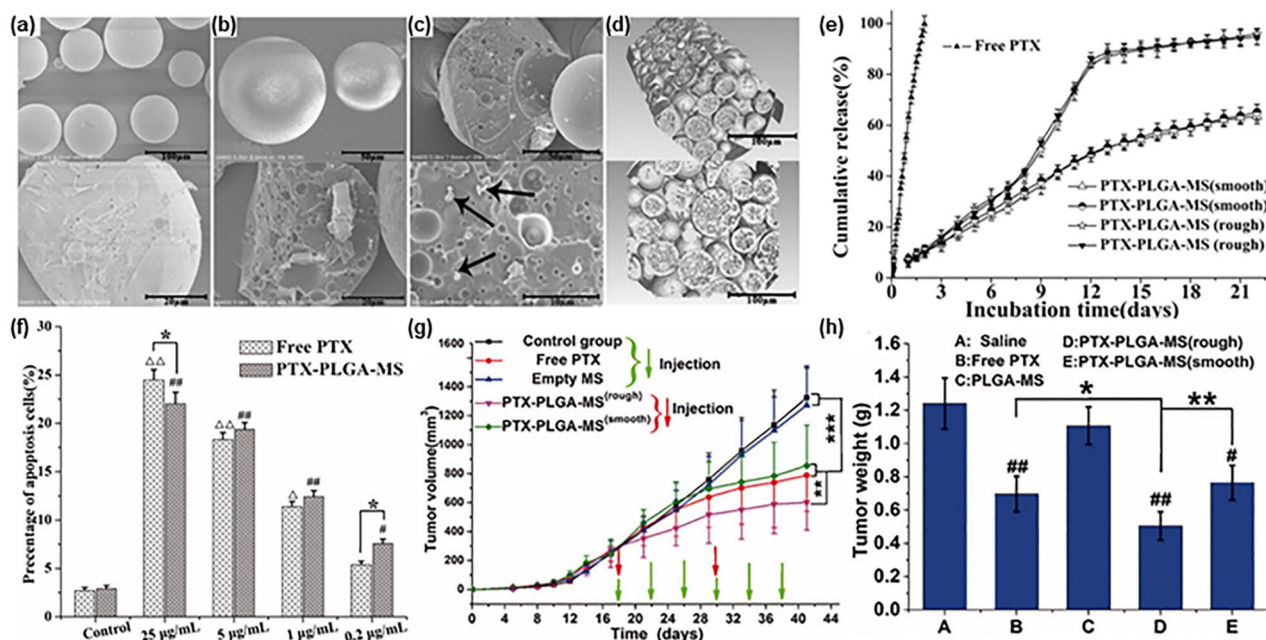 (a)
(b)
(c)
(d)
(e)
100μm
50μm
50μm
100μm
20μm
20μm
10μm
100μm
Cumulative release(%)
100
80
60
40
20
0
Free PTX
PTX-PLGA-MS(smooth)
PTX-PLGA-MS(smooth)
PTX-PLGA-MS (rough)
PTX-PLGA-MS (rough)
0 3 6 9 12 15 18 21
Incubation time(days)
(f)
Precentage of apoptosis cells(%)
30
25
20
15
10
5
0
Free PTX
PTX-PLGA-MS
*
△△
##
△△
##
△
##
*
#
Control 25 μg/mL 5 μg/mL 1 μg/mL 0.2 μg/mL
(g)
Tumor volume(mm³)
1600
1400
1200
1000
800
600
400
200
0
Control group
Free PTX
Empty MS
Injection
PTX-PLGA-MS(rough)
PTX-PLGA-MS(smooth)
Injection
***
**
0 4 8 12 16 20 24 28 32 36 40 44
Time (days)
(h)
Tumor weight (g)
1.6
1.4
1.2
1.0
0.8
0.6
0.4
0.2
0.0
A: Saline D:PTX-PLGA-MS(rough)
B:Free PTX E:PTX-PLGA-MS(smooth)
C:PLGA-MS
*
**
##
##
#
A B C D E